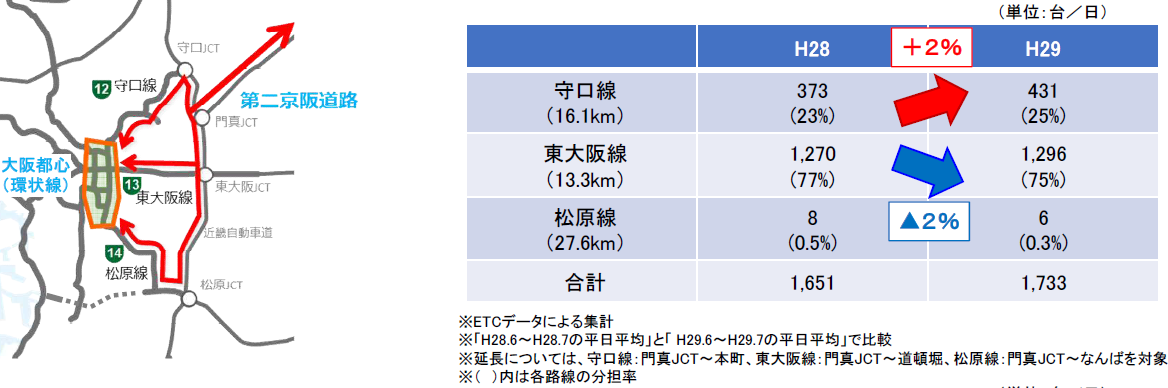 守口JCT
12 守口線
第二京阪道路
門真JCT
大阪都心
（環状線）
13
東大阪線
東大阪JCT
近畿自動車道
14
松原線
松原JCT
（単位：台／日）
H28 ＋2% H29
守口線 373 431
（16.1km） （23%） （25%）
東大阪線 1,270 1,296
（13.3km） （77%） （75%）
松原線 8 ▲2% 6
（27.6km） （0.5%） （0.3%）
合計 1,651 1,733
※ETCデータによる集計
※「H28.6～H28.7の平日平均」と「 H29.6～H29.7の平日平均」で比較
※延長については、守口線：門真JCT～本町、東大阪線：門真JCT～道頓堀、松原線：門真JCT～なんばを対象
※（ ）内は各路線の分担率